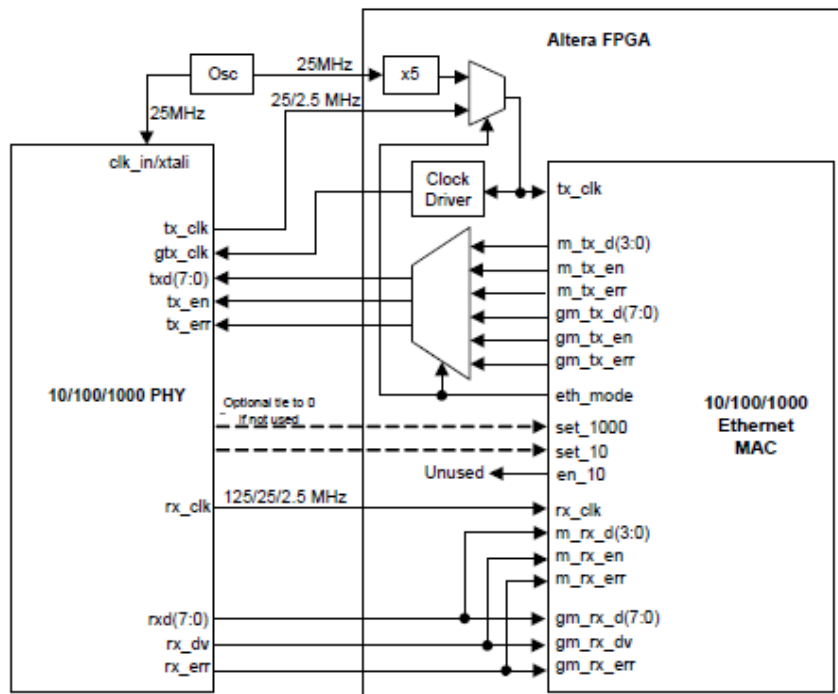 Altera FPGA
Osc
25MHz
x5
25/2.5 MHz
25MHz
clk_in/xtali
Clock
Driver
tx_clk
tx_clk
gtx_clk
txd(7:0)
tx_en
tx_err
m_tx_d(3:0)
m_tx_en
m_tx_err
gm_tx_d(7:0)
gm_tx_en
gm_tx_err
10/100/1000 PHY
Optional tie to 0
if not used
eth_mode
10/100/1000
Ethernet
MAC
set_1000
set_10
Unused
en_10
rx_clk
125/25/2.5 MHz
rx_clk
m_rx_d(3:0)
m_rx_en
m_rx_err
rxd(7:0)
rx_dv
rx_err
gm_rx_d(7:0)
gm_rx_dv
gm_rx_err